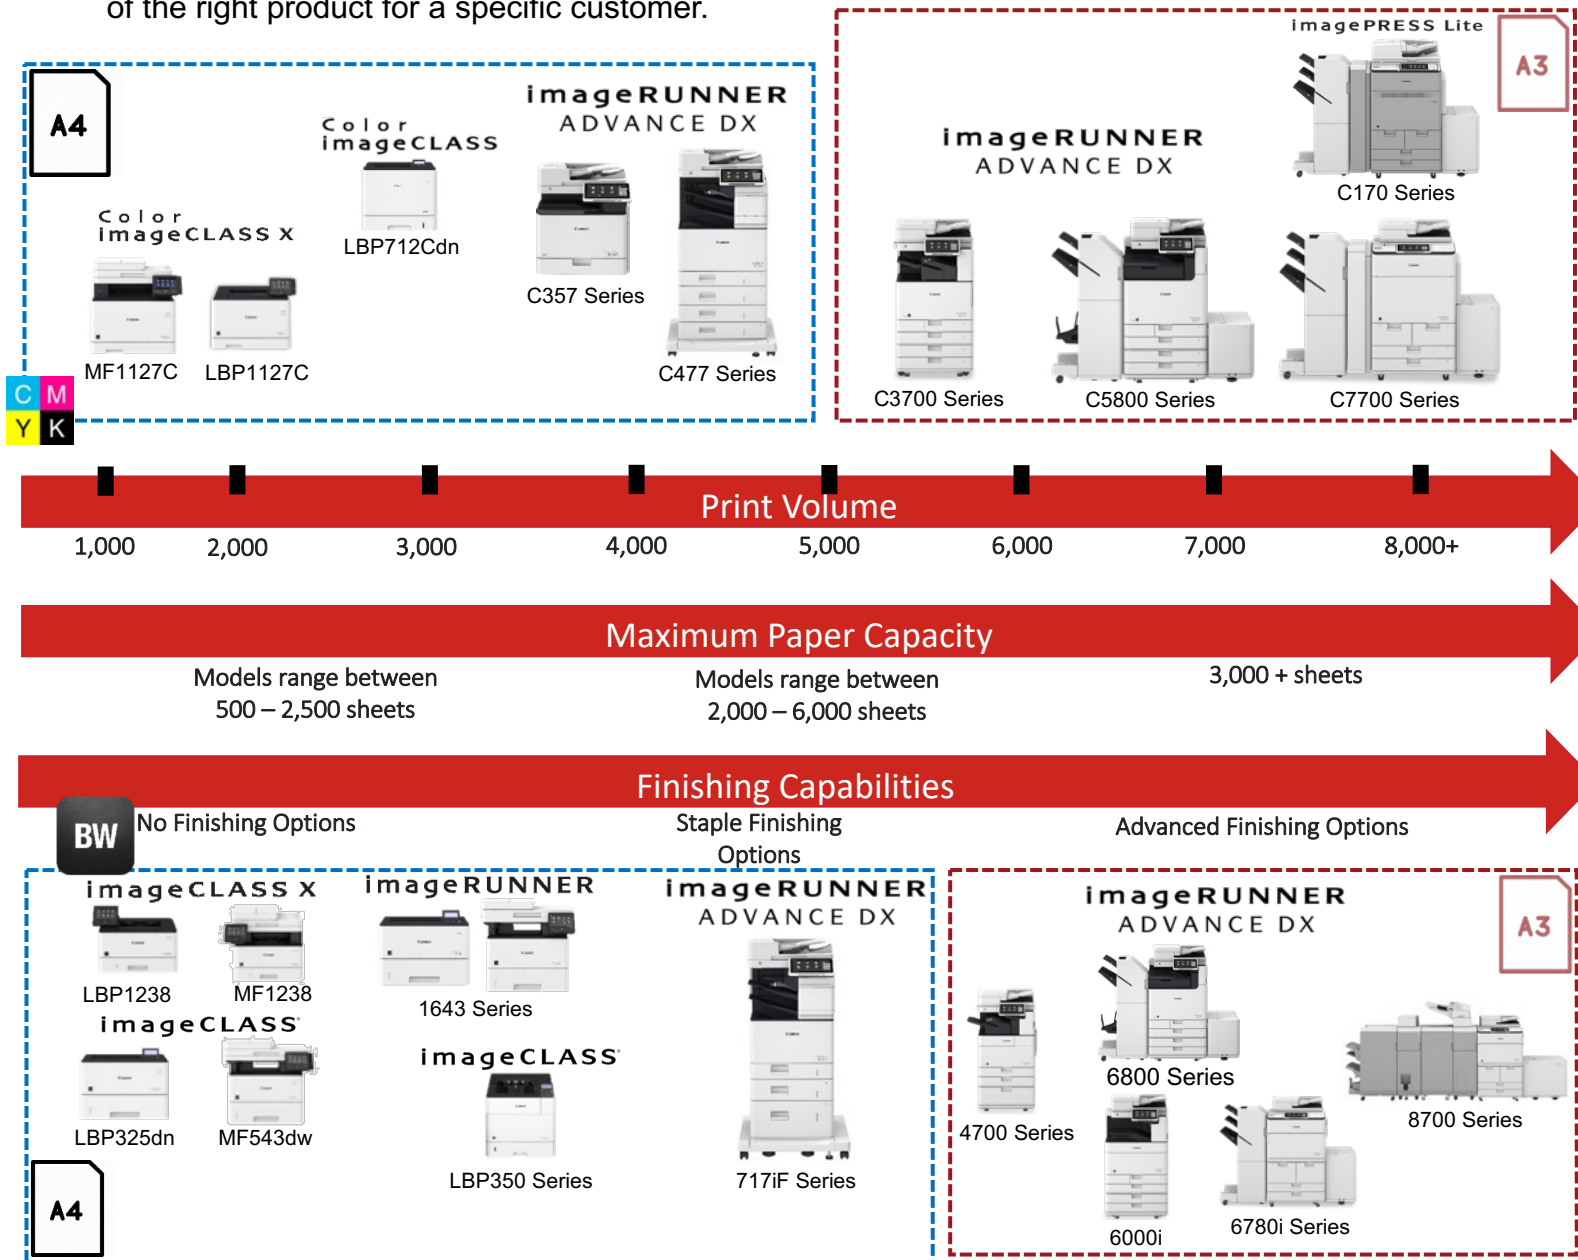 of the right product for a specific customer.
A4
Color
imageCLASS X
MF1127C
LBP1127C
Color
imageCLASS
LBP712Cdn
imageRUNNER
ADVANCE DX
C357 Series
C477 Series
imagePRESS Lite
A3
C170 Series
imageRUNNER
ADVANCE DX
C3700 Series
C5800 Series
C7700 Series
C M
Y K
Print Volume
1,000 2,000 3,000 4,000 5,000 6,000 7,000 8,000+
Maximum Paper Capacity
Models range between
500 – 2,500 sheets
Models range between
2,000 – 6,000 sheets
3,000 + sheets
Finishing Capabilities
BW
No Finishing Options
Staple Finishing
Options
Advanced Finishing Options
imageCLASS X
LBP1238
MF1238
imageCLASS
LBP325dn
MF543dw
A4
imageRUNNER
1643 Series
imageCLASS
LBP350 Series
imageRUNNER
ADVANCE DX
717iF Series
imageRUNNER
ADVANCE DX
A3
4700 Series
6800 Series
8700 Series
6000i
6780i Series